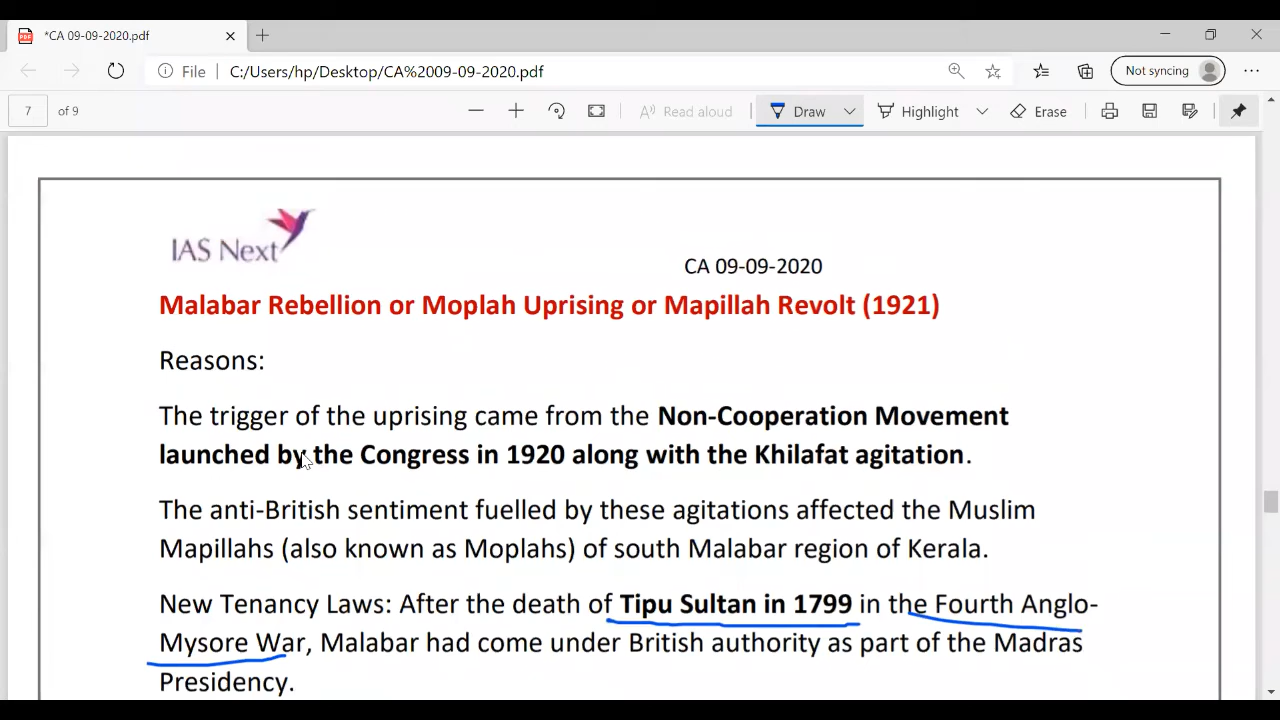 *CA 09-09-2020.pdf
File
C:/Users/hp/Desktop/CA%2009-09-2020.pdf
Not syncing
7 of 9
Read aloud
Draw
Highlight
Erase
IAS Next
CA 09-09-2020
Malabar Rebellion or Moplah Uprising or Mapillah Revolt (1921)
Reasons:
The trigger of the uprising came from the Non-Cooperation Movement
launched by the Congress in 1920 along with the Khilafat agitation.
The anti-British sentiment fuelled by these agitations affected the Muslim
Mapillahs (also known as Moplahs) of south Malabar region of Kerala.
New Tenancy Laws: After the death of Tipu Sultan in 1799 in the Fourth Anglo-
Mysore War, Malabar had come under British authority as part of the Madras
Presidency.